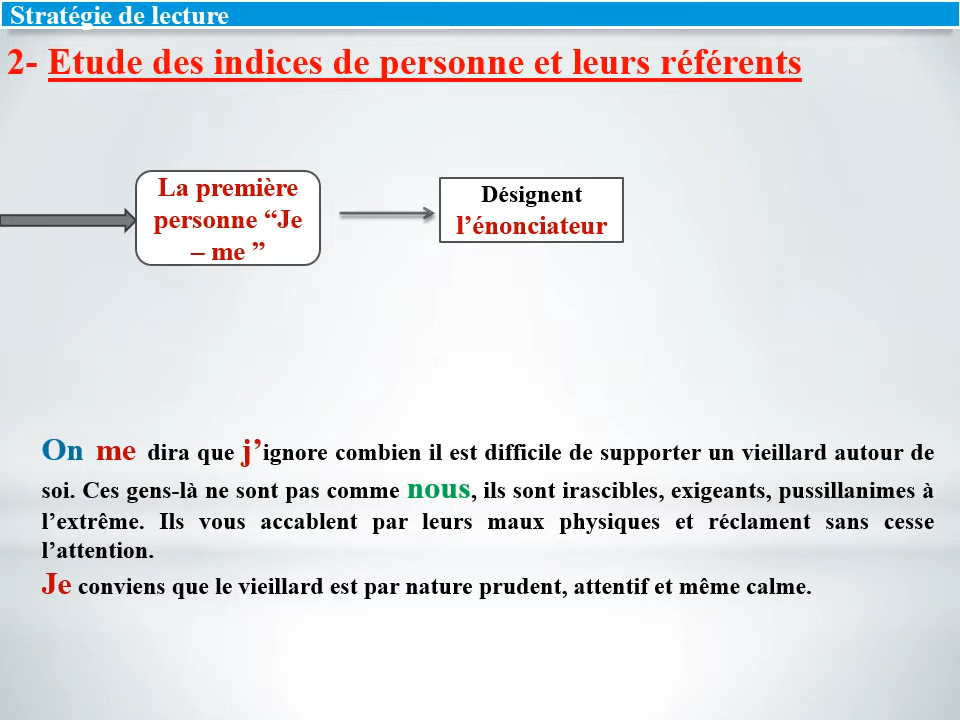 Stratégie de lecture
2- Etude des indices de personne et leurs référents
La première
personne “Je
– me ”
Désignent
l’énonciateur
On me dira que j’ignore combien il est difficile de supporter un vieillard autour de
soi. Ces gens-là ne sont pas comme nous, ils sont irascibles, exigeants, pussillanimes à
l’extrême. Ils vous accablent par leurs maux physiques et réclament sans cesse
l’attention.
Je conviens que le vieillard est par nature prudent, attentif et même calme.